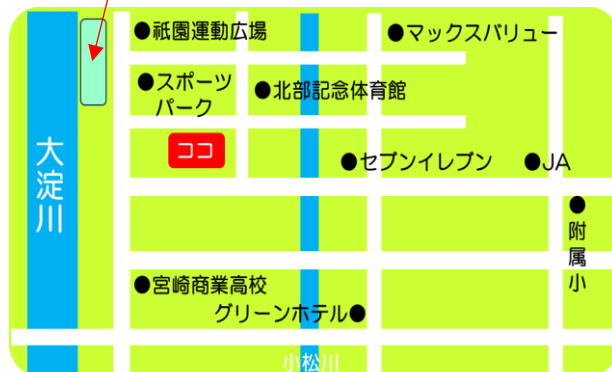 ●祇園運動広場
●マックスバリュー
●スポーツ
パーク
●北部記念体育館
ココ
●セブンイレブン
●JA
大淀川
●附属小
●宮崎商業高校
グリーンホテル●
小松川